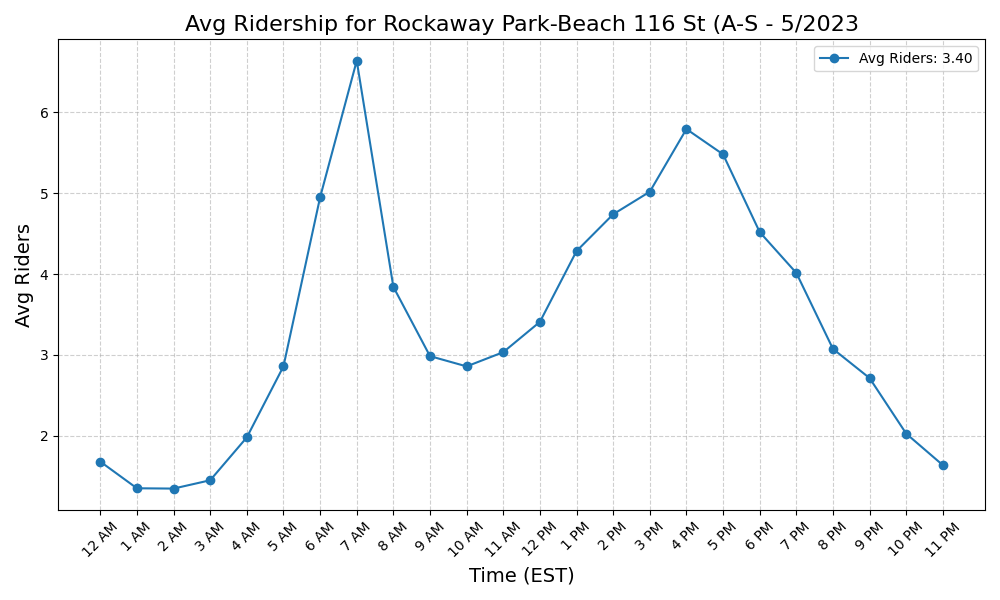 Avg Ridership for Rockaway Park-Beach 116 St (A-S - 5/2023
Avg Riders: 3.40
Avg Riders
6
5
4
3
2
12 AM
1 AM
2 AM
3 AM
4 AM
5 AM
6 AM
7 AM
8 AM
9 AM
10 AM
11 AM
12 PM
1 PM
2 PM
3 PM
4 PM
5 PM
6 PM
7 PM
8 PM
9 PM
10 PM
11 PM
Time (EST)